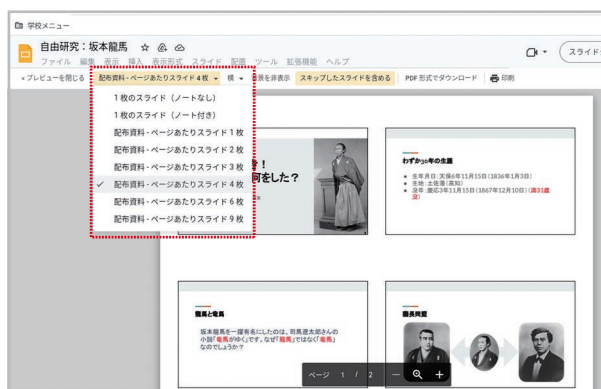 学校メニュー
自由研究：坂本龍馬
ファイル 編集 表示 挿入 表示形式 スライド 配置 ツール 拡張機能 ヘルプ
スライドシ
«プレビューを閉じる 配布資料 - ページあたりスライド 4 枚 横 背景を非表示 スキップしたスライドを含める PDF 形式でダウンロード 印刷
1 枚のスライド（ノートなし）
1 枚のスライド（ノート付き）
配布資料 - ページあたりスライド 1 枚
配布資料 - ページあたりスライド 2 枚
配布資料 - ページあたりスライド 3 枚
配布資料 - ページあたりスライド 4 枚
配布資料 - ページあたりスライド 6 枚
配布資料 - ページあたりスライド 9 枚
！
何をした？
わずか30年の生涯
生年月日：天保6年11月15日（1836年1月3日）
生地：土佐藩（高知）
没年：慶応3年11月15日（1867年12月10日）（満31歳
没）
龍馬と竜馬
坂本龍馬を一躍有名にしたのは、司馬遼太郎さんの
小説「竜馬がゆく」です。なぜ「龍馬」ではなく「竜馬」
なのでしょうか？
薩長同盟
ページ 1 / 2